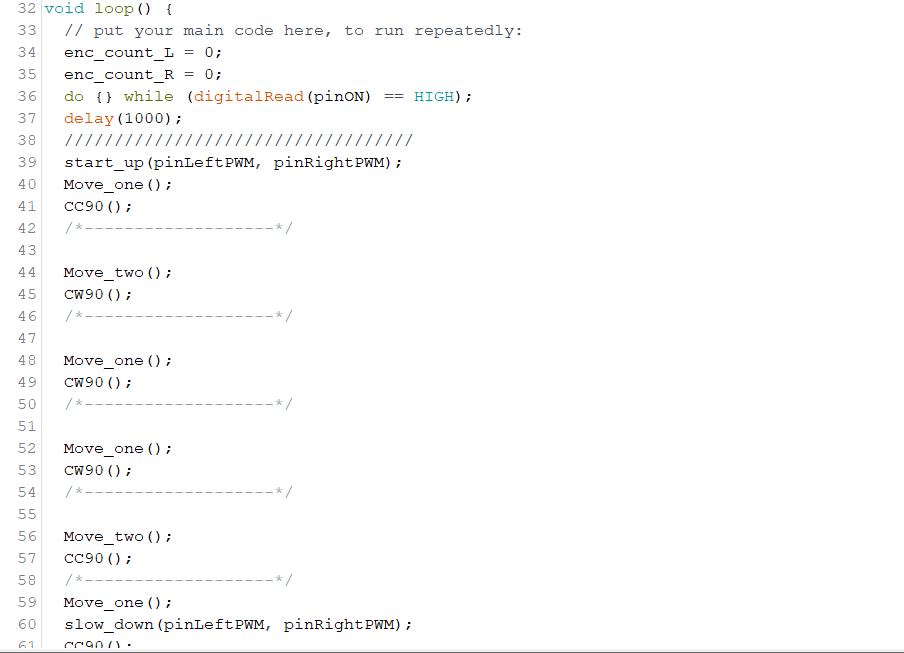 32 void loop() {
33 // put your main code here, to run repeatedly:
34 enc_count_L = 0;
35 enc_count_R = 0;
36 do {} while (digitalRead(pinON) == HIGH);
37 delay(1000);
38 ///////////////////////////////////
39 start_up(pinLeftPWM, pinRightPWM);
40 Move_one();
41 CC90();
42 /*-------------------*/
43
44 Move_two();
45 CW90();
46 /*-------------------*/
47
48 Move_one();
49 CW90();
50 /*-------------------*/
51
52 Move_one();
53 CW90();
54 /*-------------------*/
55
56 Move_two();
57 CC90();
58 /*-------------------*/
59 Move_one();
60 slow_down(pinLeftPWM, pinRightPWM);
61 CC90();